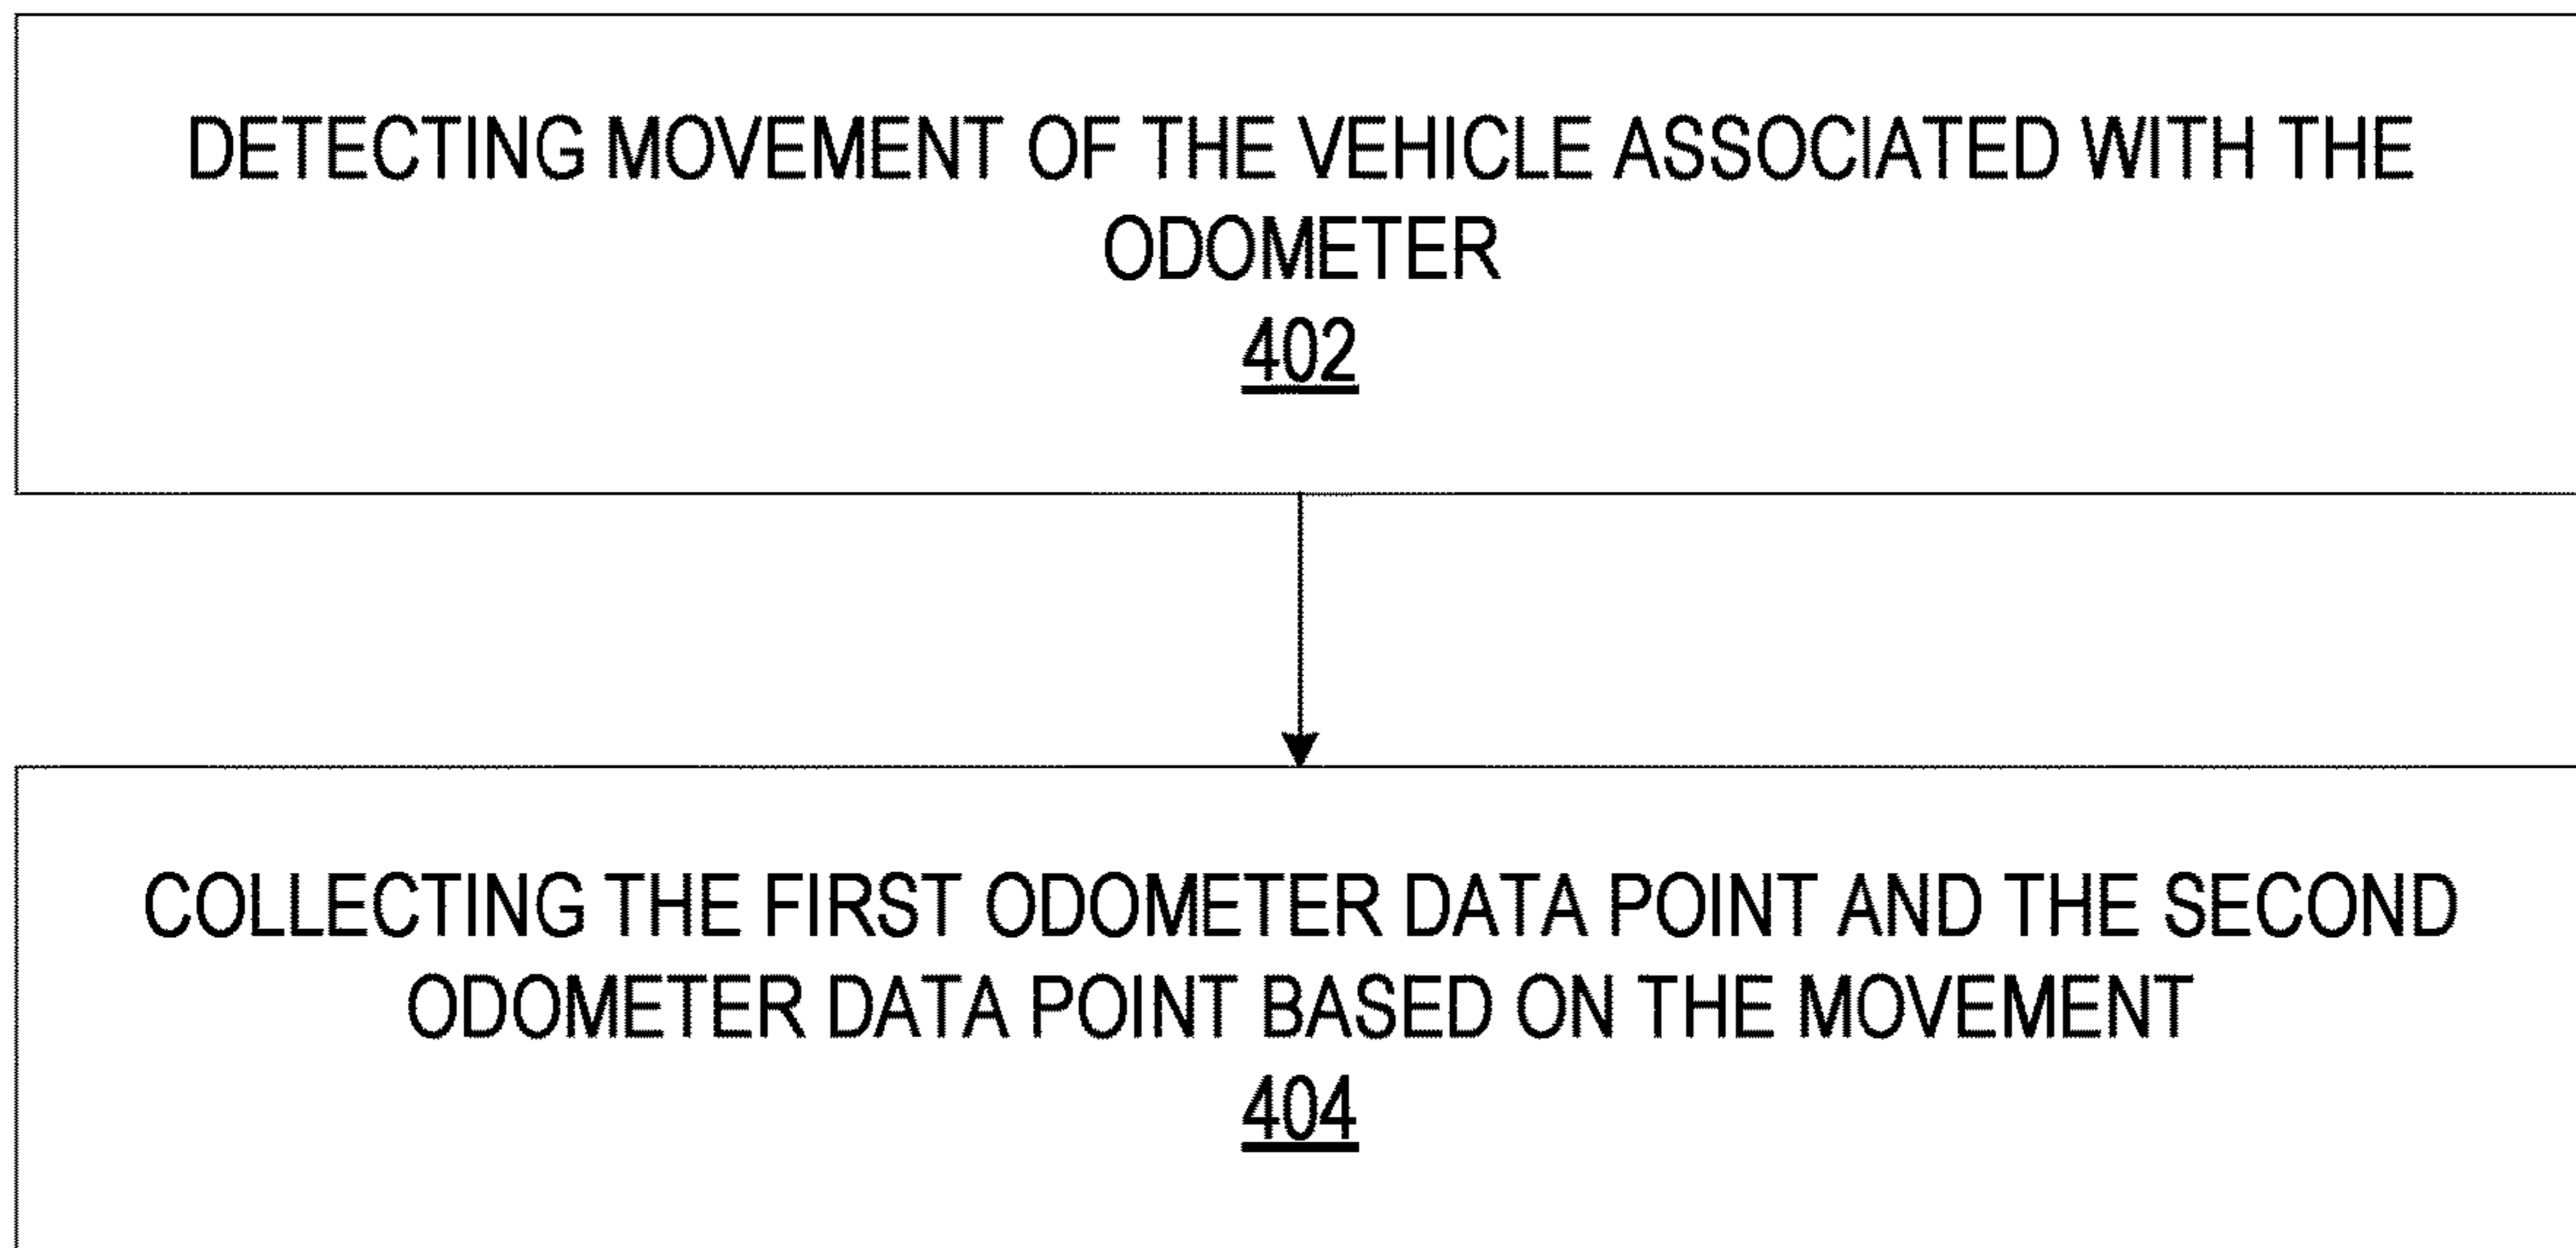 DETECTING MOVEMENT OF THE VEHICLE ASSOCIATED WITH THE
ODOMETER
402
COLLECTING THE FIRST ODOMETER DATA POINT AND THE SECOND
ODOMETER DATA POINT BASED ON THE MOVEMENT
404